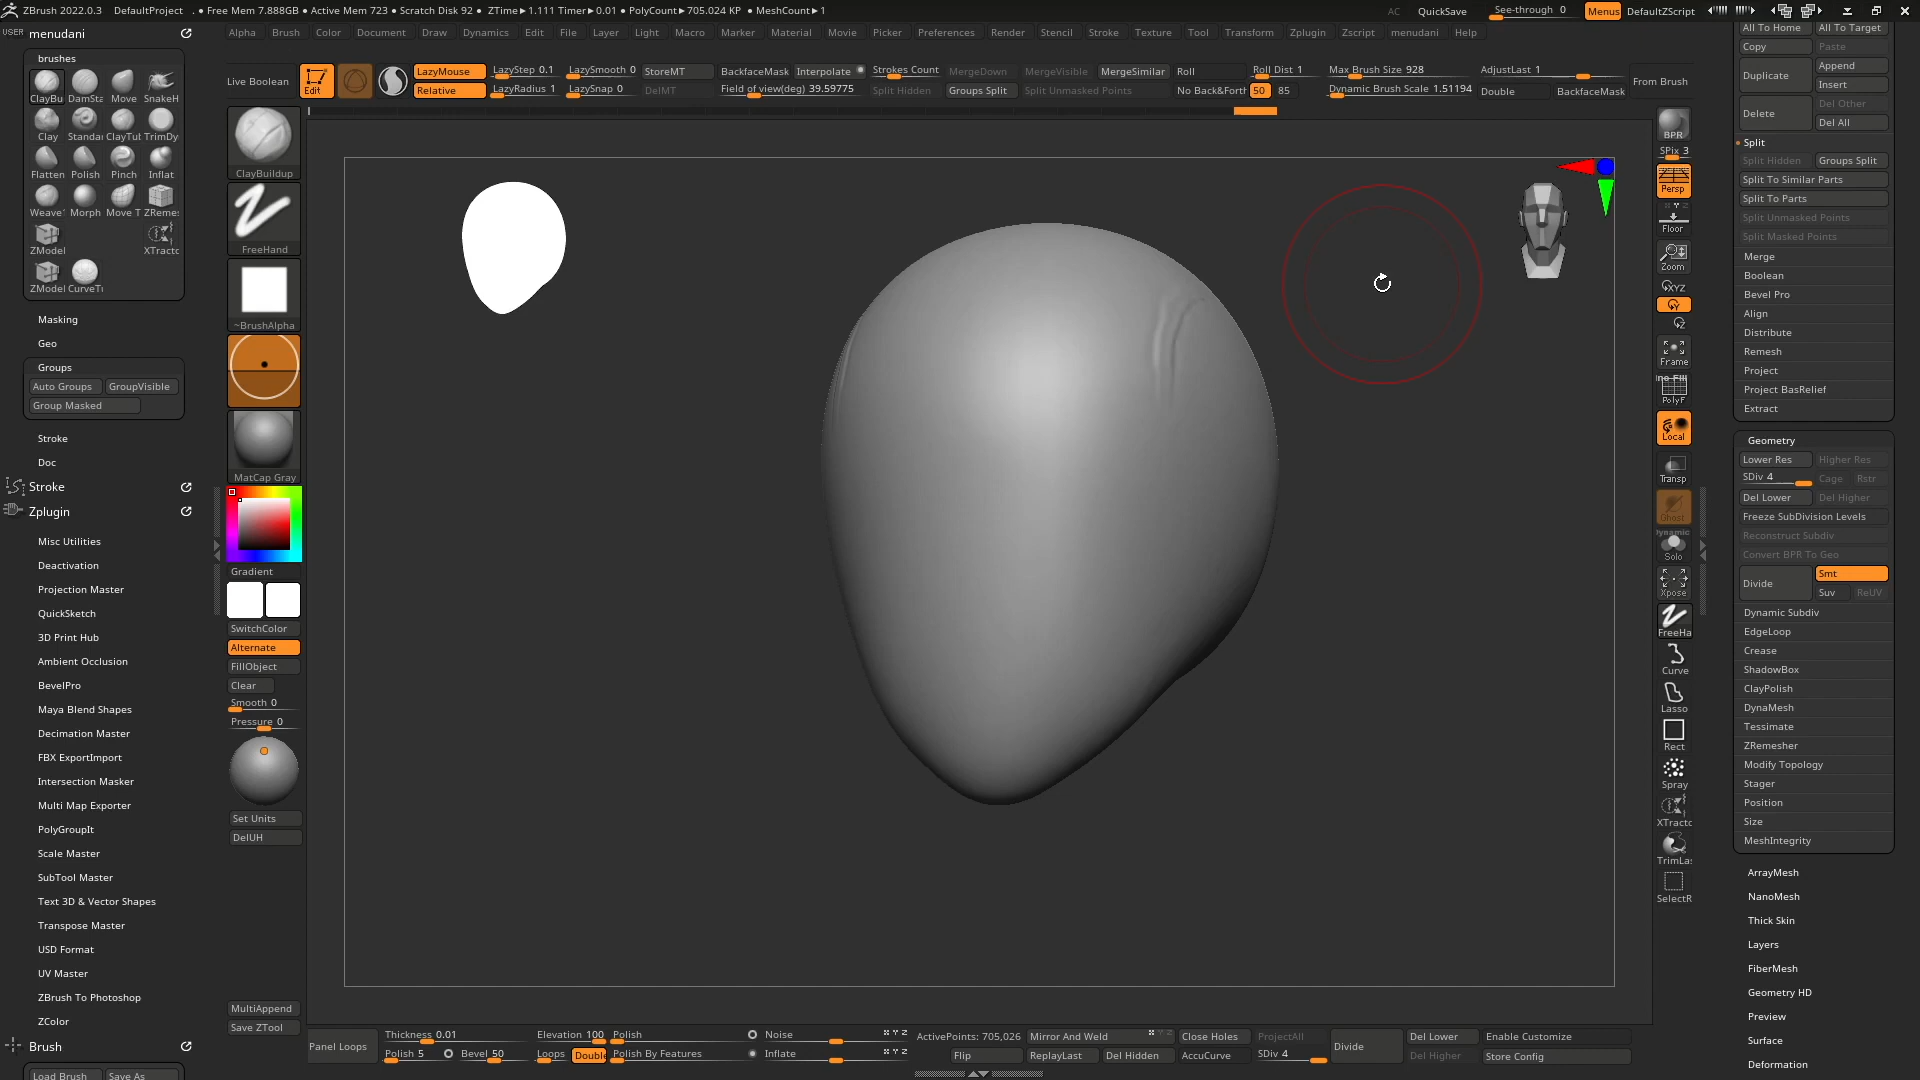 ZBrush 2022.0.3 DefaultProject . • Free Mem 7.888GB • Active Mem 723 • Scratch Disk 92 • ZTime▸1.111 Timer▸0.01 • PolyCount▸705.024 KP • MeshCount▸1
AC QuickSave See-through 0 Menus DefaultZScript
USER menudani
Alpha Brush Color Document Draw Dynamics Edit File Layer Light Macro Marker Material Movie Picker Preferences Render Stencil Stroke Texture Tool Transform Zplugin Zscript menudani Help
Live Boolean
Edit
LazyMouse LazyStep 0.1 LazySmooth 0 StoreMT BackfaceMask Interpolate Strokes Count MergeDown MergeVisible MergeSimilar Roll Roll Dist 1 Max Brush Size 928 AdjustLast 1
Relative LazyRadius 1 LazySnap 0 DelMT Field of view(deg) 39.59775 Split Hidden Groups Split Split Unmasked Points No Back&Forth 50 85 Dynamic Brush Scale 1.51194 Double BackfaceMask
From Brush
brushes
ClayBu DamSta Move SnakeH
Clay Standa ClayTul TrimDy
Flatten Polish Pinch Inflat
Weave' Morph Move T ZReme:
ZModel XTractc
ZModel CurveTi
Masking
Geo
Groups
Auto Groups GroupVisible
Group Masked
Stroke
Doc
Stroke
Zplugin
Misc Utilities
Deactivation
Projection Master
QuickSketch
3D Print Hub
Ambient Occlusion
BevelPro
Maya Blend Shapes
Decimation Master
FBX ExportImport
Intersection Masker
Multi Map Exporter
PolyGroupIt
Scale Master
SubTool Master
Text 3D & Vector Shapes
Transpose Master
USD Format
UV Master
ZBrush To Photoshop
ZColor
Brush
Load Brush Save As
ClayBuildup
FreeHand
~BrushAlpha
MatCap Gray
Gradient
SwitchColor
Alternate
FillObject
Clear
Smooth 0
Pressure 0
Set Units
DelUH
MultiAppend
Save ZTool
BPR
SPix 3
Persp
Floor
Zoom
XYZ
Y
Z
Frame
PolyF
Local
Transp
Ghost
Dynamic
Solo
Xpose
FreeHa
Curve
Lasso
Rect
Spray
XTractc
TrimLas
SelectR
All To Home All To Target
Copy Paste
Duplicate Append
Insert
Delete Del Other
Del All
Split
Split Hidden Groups Split
Split To Similar Parts
Split To Parts
Split Unmasked Points
Split Masked Points
Merge
Boolean
Bevel Pro
Align
Distribute
Remesh
Project
Project BasRelief
Extract
Geometry
Lower Res Higher Res
SDiv 4 Cage Rstr
Del Lower Del Higher
Freeze SubDivision Levels
Reconstruct Subdiv
Convert BPR To Geo
Divide Smt
Suv ReUV
Dynamic Subdiv
EdgeLoop
Crease
ShadowBox
ClayPolish
DynaMesh
Tessimate
ZRemesher
Modify Topology
Stager
Position
Size
MeshIntegrity
ArrayMesh
NanoMesh
Thick Skin
Layers
FiberMesh
Geometry HD
Preview
Surface
Deformation
Panel Loops
Thickness 0.01 Elevation 100 Polish Noise ActivePoints: 705,026 Mirror And Weld Close Holes ProjectAll Divide Del Lower Enable Customize
Polish 5 Bevel 50 Loops Double Polish By Features Inflate Flip ReplayLast Del Hidden AccuCurve SDiv 4 Del Higher Store Config